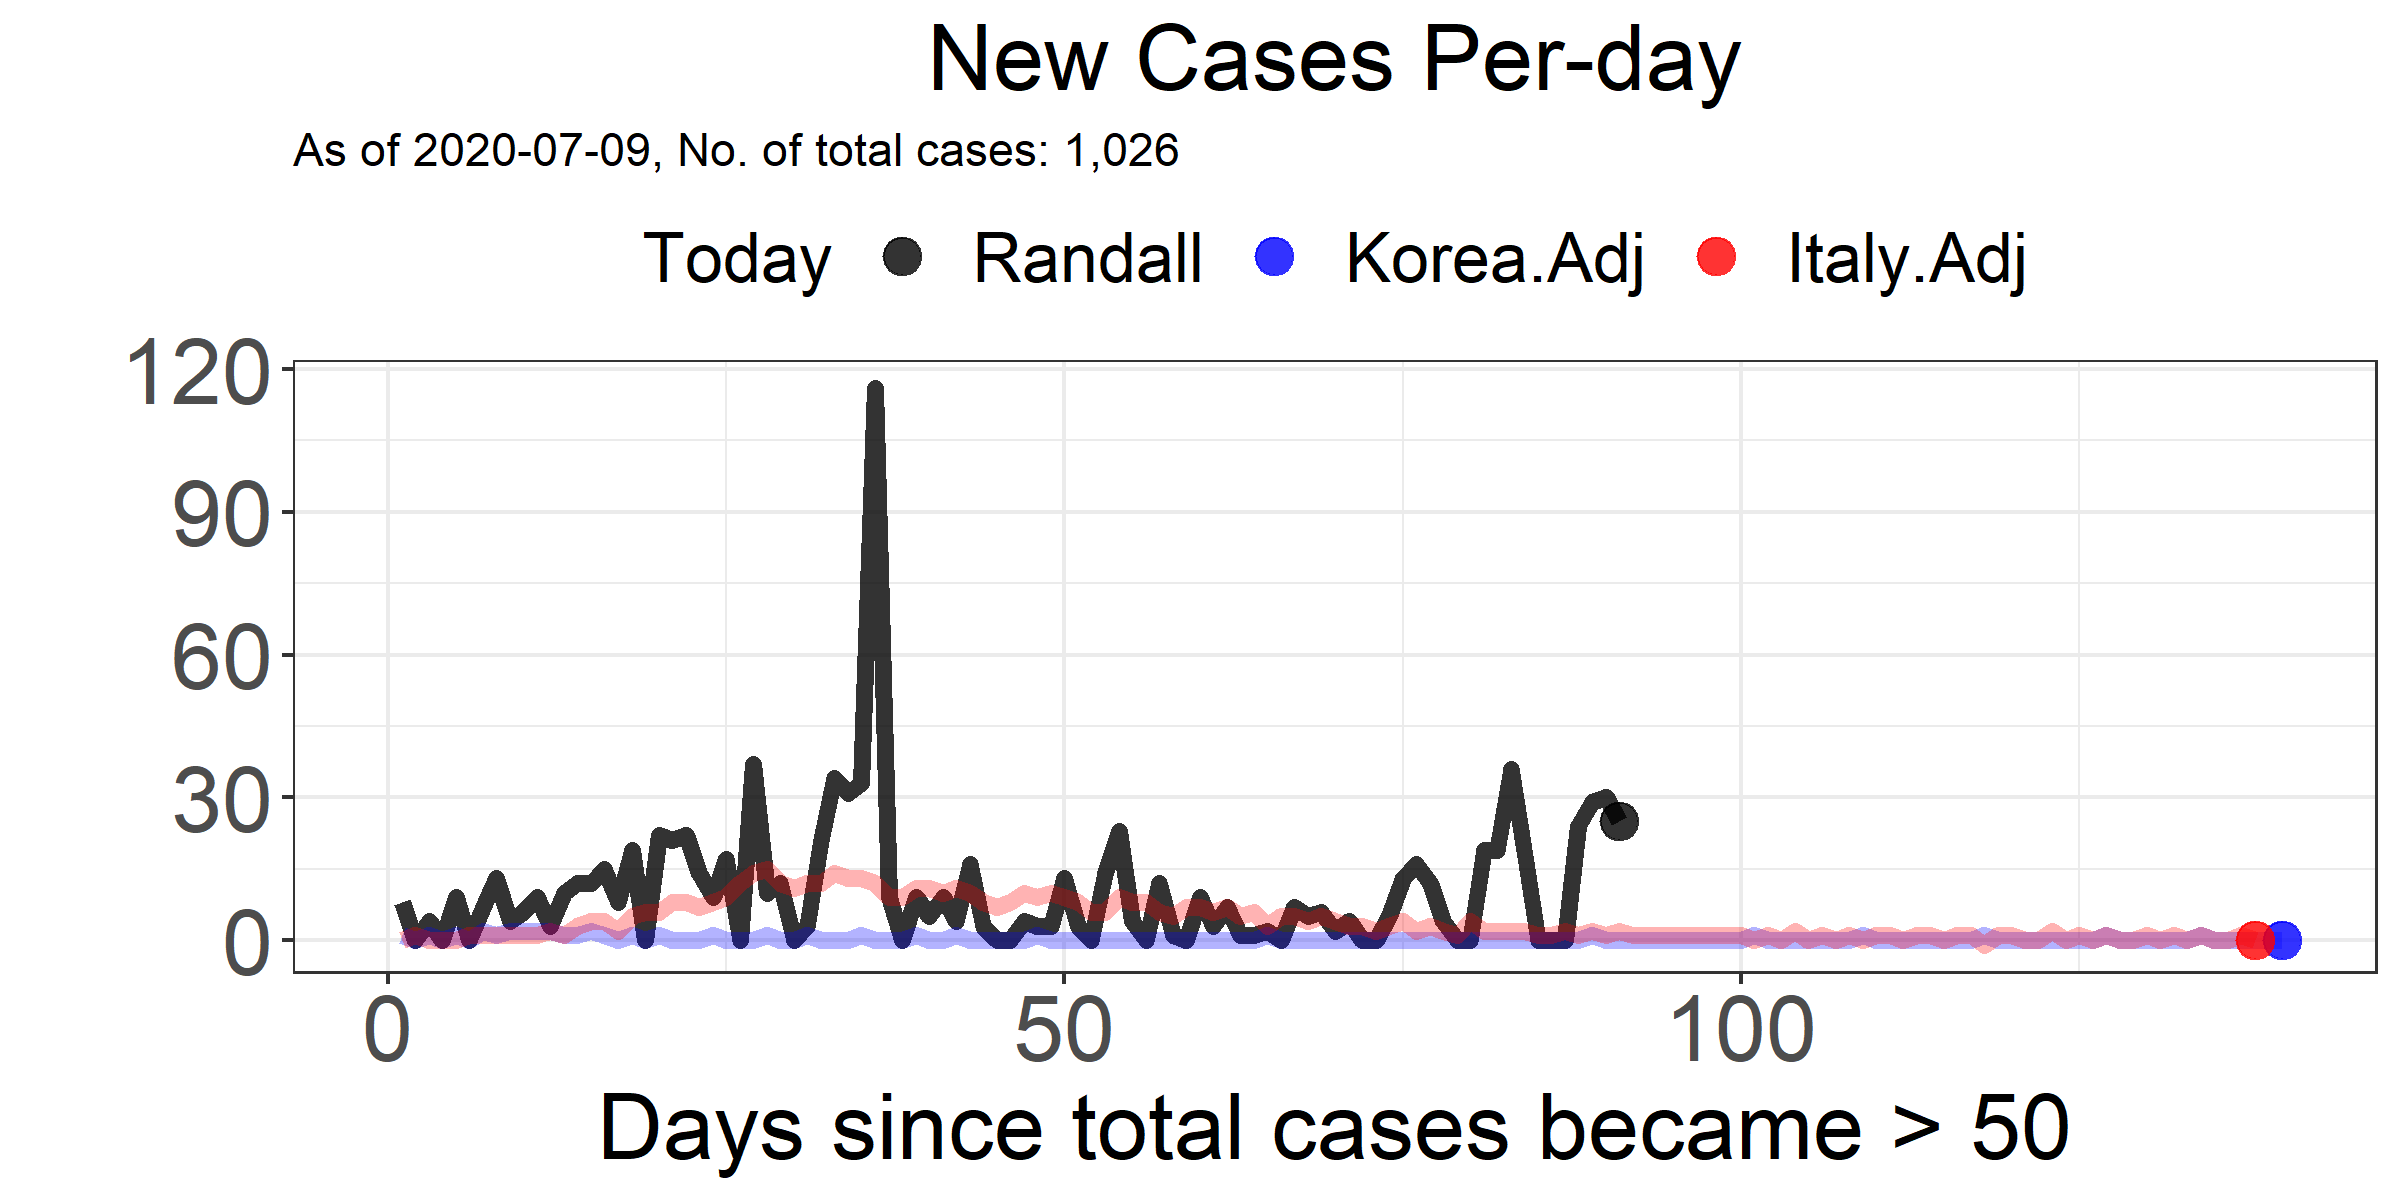 New Cases Per-day
As of 2020-07-09, No. of total cases: 1,026
Today Randall Korea.Adj Italy.Adj
120
90
60
30
0
0 50 100
Days since total cases became > 50